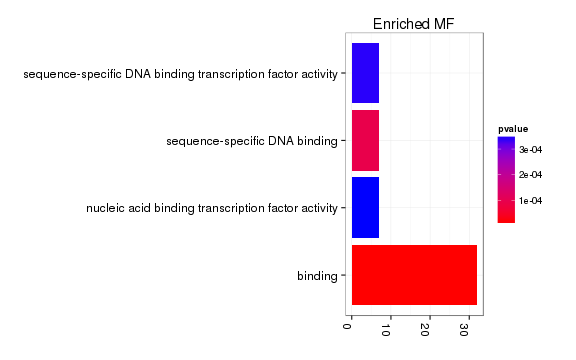 Enriched MF
sequence-specific DNA binding transcription factor activity
sequence-specific DNA binding
nucleic acid binding transcription factor activity
binding
0
10
20
30
pvalue
3e-04
2e-04
1e-04